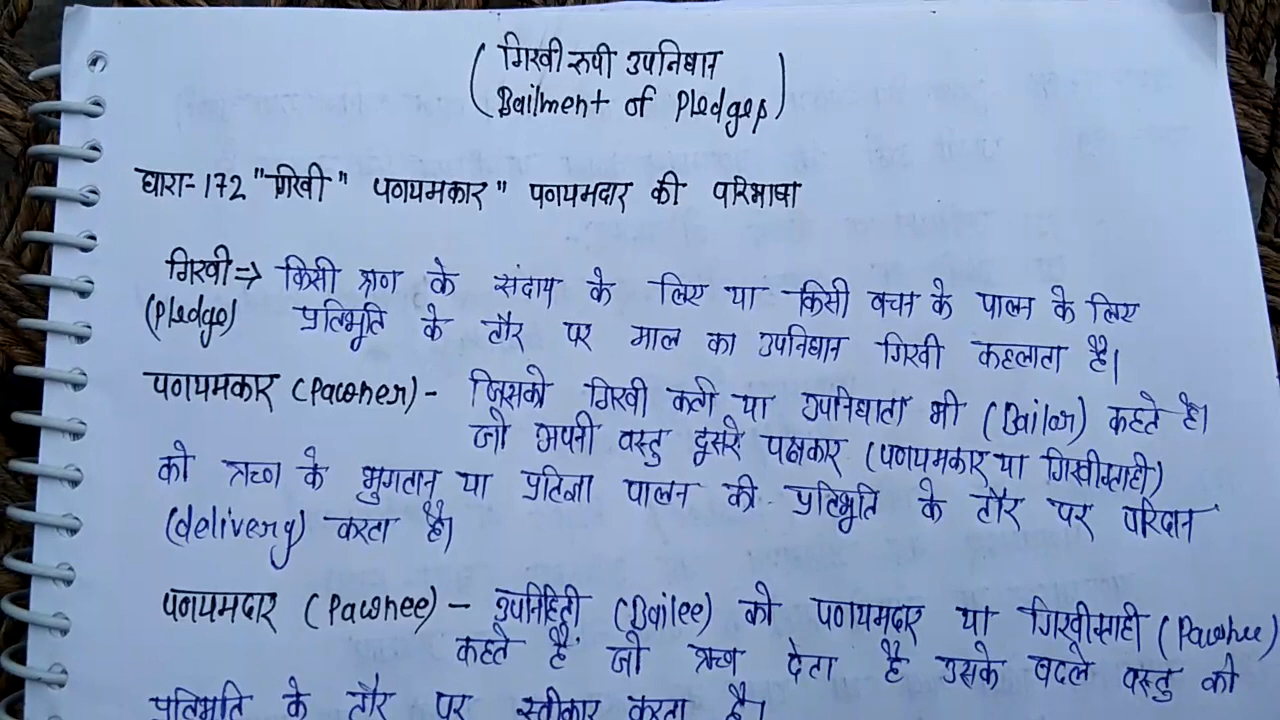 (गिरवी रुपी उपनिधान
Bailment of Pledges)
धारा-172 "गिरवी" पणयमकार" पणयमदार की परिभाषा
गिरवी⇒ किसी ऋण के संदाय के लिए या किसी वचन के पालन के लिए
(Pledge) प्रतिभूति के तौर पर माल का उपनिधान गिरवी कहलाता है।
पणयमकार (Pawner) - जिसको गिरवी कर्ता या उपनिधाता भी (Bailor) कहते है।
जो अपनी वस्तु दूसरे पक्षकार (पणयमकार या गिरवीग्राही)
को ऋण के भुगतान या प्रतिज्ञा पालन की प्रतिभूति के तौर पर परिदान
(delivery) करता है।
पणयमदार (Pawnee) - उपनिहिती (Bailee) को पणयमदार या गिरवीग्राही (Pawnee)
कहते है जो ऋण देता है उसके बदले वस्तु को
प्रतिभूति के तौर पर स्वीकार करता है।